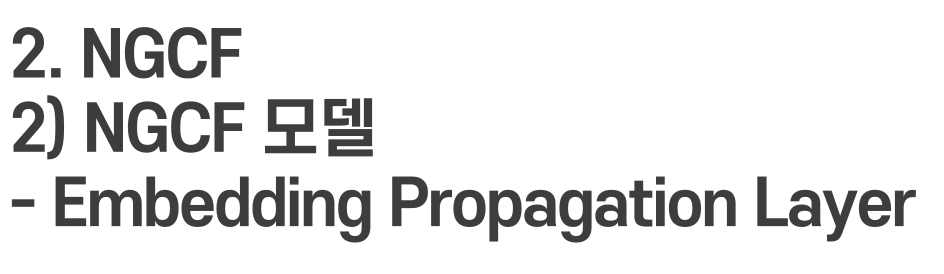 2. NGCF
2) NGCF 모델
- Embedding Propagation Layer